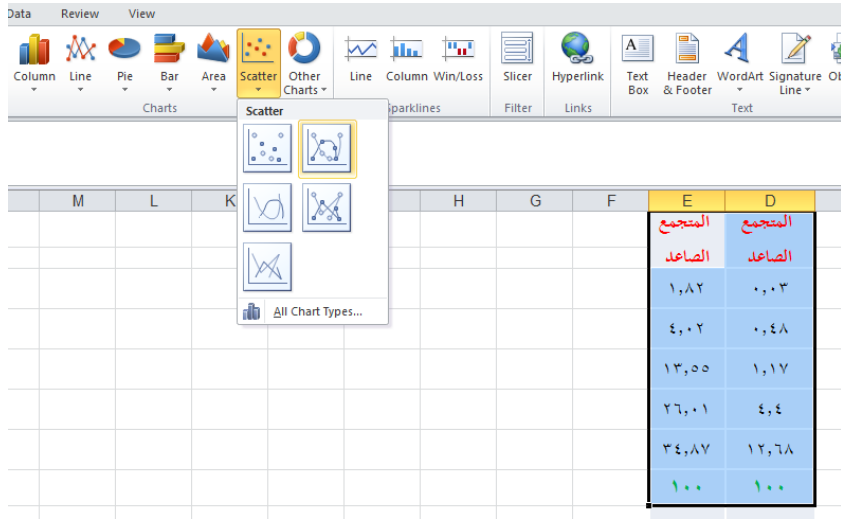 Data Review View
Column Line Pie Bar Area Scatter Other Charts Line Column Win/Loss Slicer Hyperlink Text Box Header & Footer WordArt Signature Line Ob
Charts Sparklines Filter Links Text
Scatter
All Chart Types...
M L K H G F E D
المتجمع المتجمع
الصاعد الصاعد
٠,٠٣ ١,٨٢
٠,٤٨ ٤,٠٢
١,١٧ ١٣,٥٥
٤,٤ ٢٦,٠١
١٢,٦٨ ٣٤,٨٧
١٠٠ ١٠٠